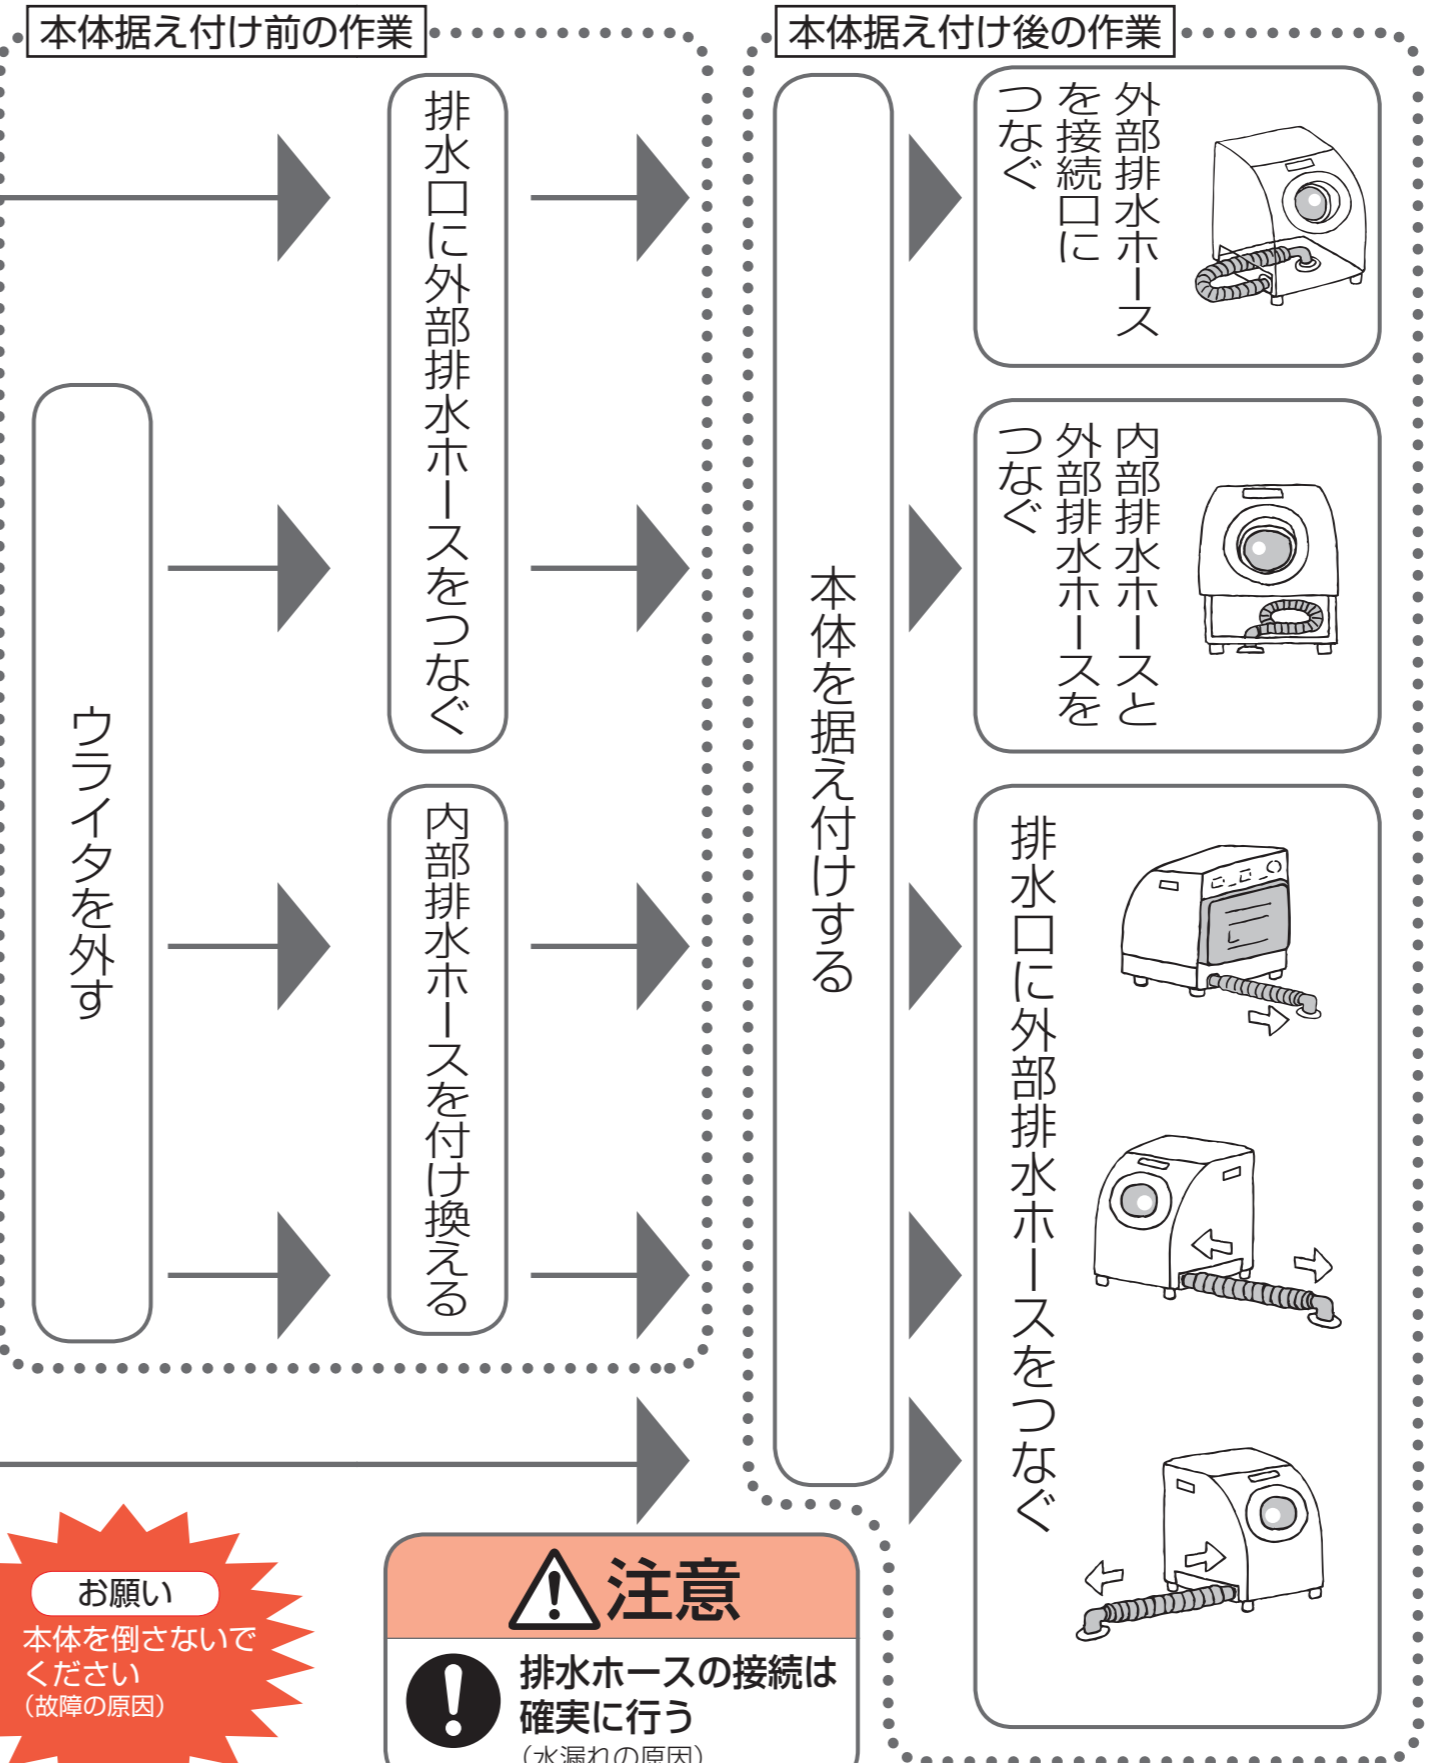 本体据え付け前の作業
ウライタを外す
排水口に外部排水ホースをつなぐ
内部排水ホースを付け換える
本体据え付け後の作業
本体を据え付けする
外部排水ホース
を接続口に
つなぐ
内部排水ホースと
外部排水ホースを
つなぐ
排水口に外部排水ホースをつなぐ
お願い
本体を倒さないで
ください
（故障の原因）
注意
排水ホースの接続は
確実に行う
（水漏れの原因）